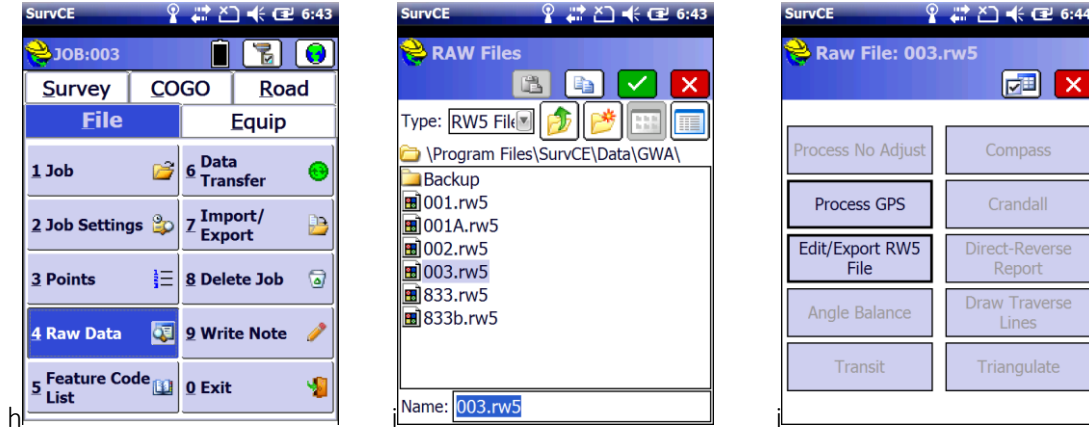 SurvCE 6:43
JOB:003
Survey COGO Road
File Equip
1 Job
6 Data Transfer
2 Job Settings
7 Import/ Export
3 Points
8 Delete Job
4 Raw Data
9 Write Note
5 Feature Code List
0 Exit
h
SurvCE 6:43
RAW Files
Type: RW5 File
\Program Files\SurvCE\Data\GWA\
Backup
001.rw5
001A.rw5
002.rw5
003.rw5
833.rw5
833b.rw5
Name: 003.rw5
i
SurvCE 6:44
Raw File: 003.rw5
Process No Adjust
Compass
Process GPS
Crandall
Edit/Export RW5 File
Direct-Reverse Report
Angle Balance
Draw Traverse Lines
Transit
Triangulate